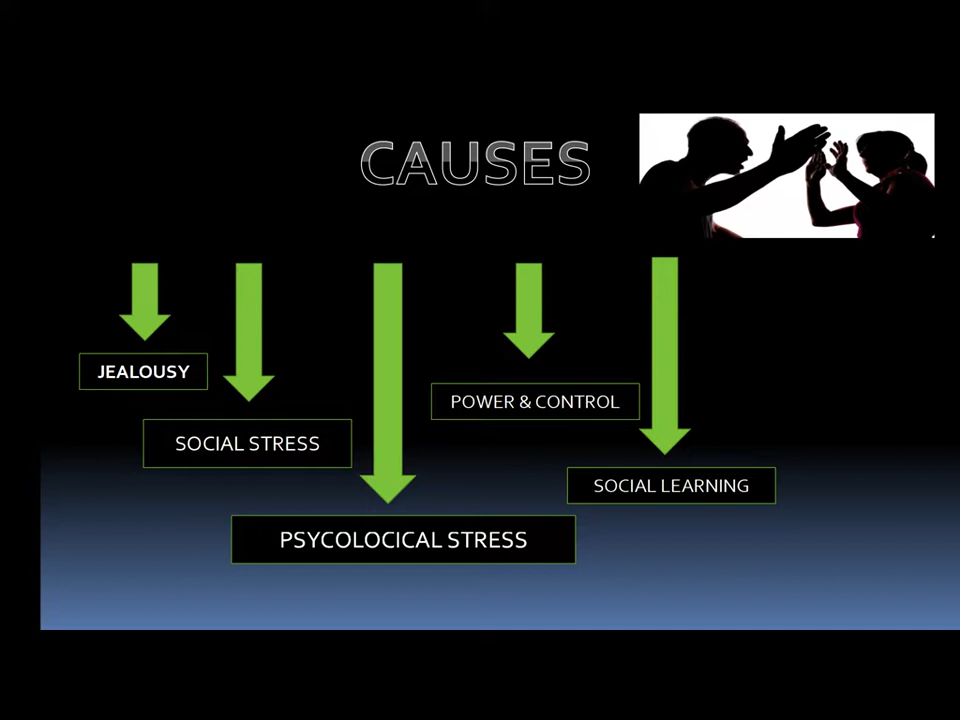 CAUSES
JEALOUSY
SOCIAL STRESS
PSYCOLOCICAL STRESS
POWER & CONTROL
SOCIAL LEARNING